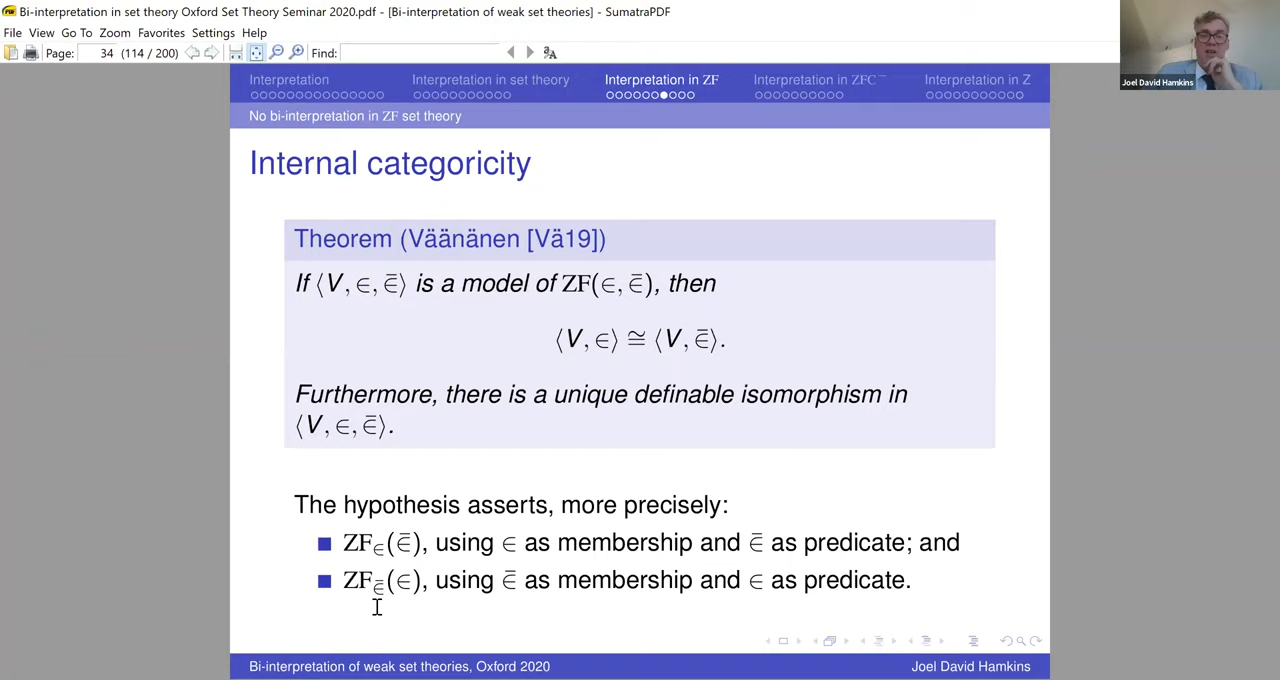 Bi-interpretation in set theory Oxford Set Theory Seminar 2020.pdf - [Bi-interpretation of weak set theories] - SumatraPDF
File View Go To Zoom Favorites Settings Help
Page: 34 (114 / 200) Find:
Joel David Hamkins
Interpretation Interpretation in set theory Interpretation in ZF Interpretation in ZFC⁻ Interpretation in Z
No bi-interpretation in ZF set theory
Internal categoricity
Theorem (Väänänen [Vä19])
If ⟨V, ∈, ∈̄⟩ is a model of ZF(∈, ∈̄), then
⟨V, ∈⟩ ≅ ⟨V, ∈̄⟩.
Furthermore, there is a unique definable isomorphism in
⟨V, ∈, ∈̄⟩.
The hypothesis asserts, more precisely:
ZF∈(∈̄), using ∈ as membership and ∈̄ as predicate; and
ZF∈̄(∈), using ∈̄ as membership and ∈ as predicate.
Bi-interpretation of weak set theories, Oxford 2020 Joel David Hamkins